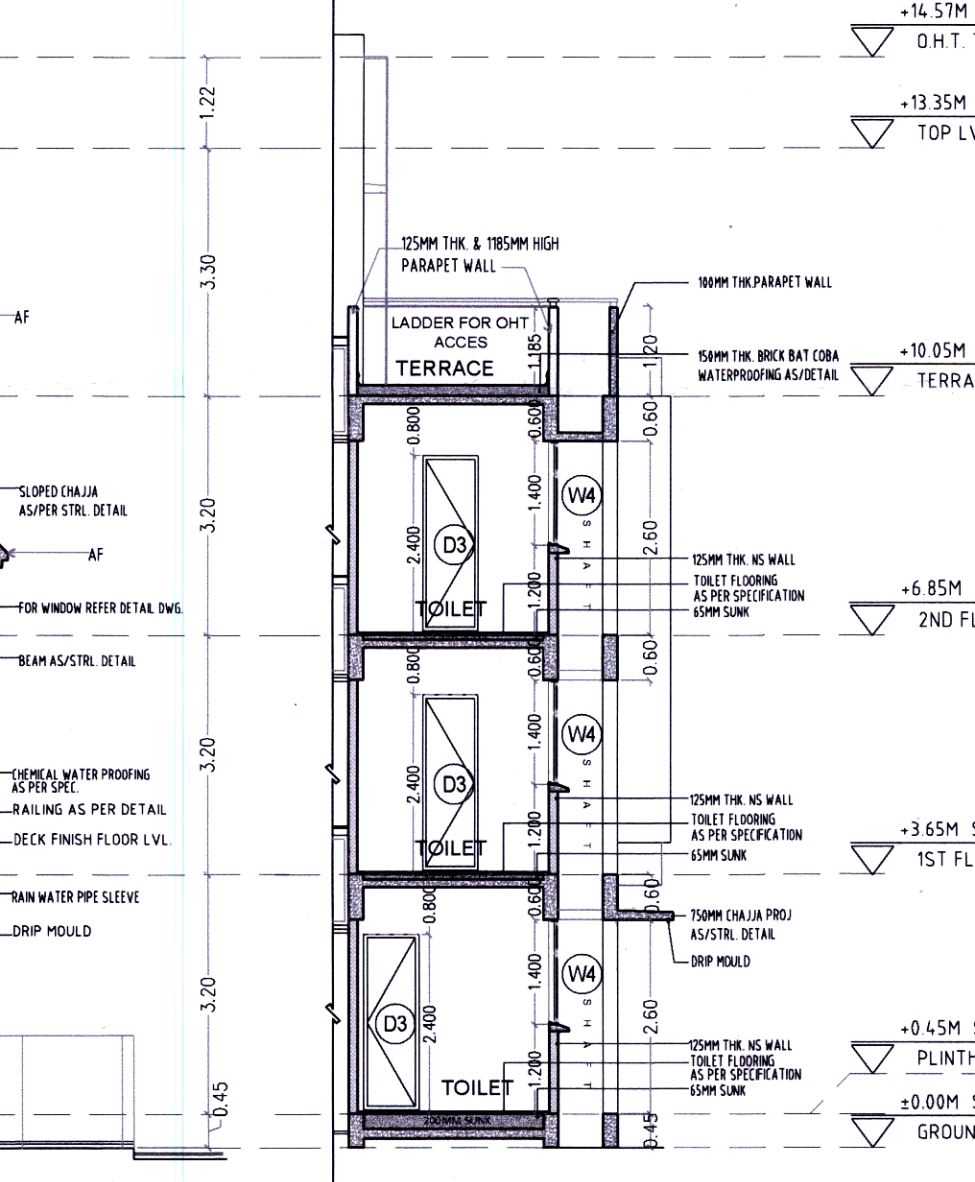 +14.57M
O.H.T.
1.22
+13.35M
TOP LV
125MM THK. & 1185MM HIGH
PARAPET WALL
3.30
100MM THK.PARAPET WALL
AF
LADDER FOR OHT
ACCES
TERRACE
1.185
1.20
150MM THK. BRICK BAT COBA
WATERPROOFING AS/DETAIL
+10.05M
TERRA
0.800
0.600
0.60
SLOPED CHAJJA
AS/PER STRL. DETAIL
AF
3.20
2.400
D3
1.400
W4
SHAFT
2.60
125MM THK. NS WALL
TOILET FLOORING
AS PER SPECIFICATION
65MM SUNK
1.200
TOILET
+6.85M
2ND FL
FOR WINDOW REFER DETAIL DWG.
BEAM AS/STRL. DETAIL
0.800
0.600
0.60
3.20
2.400
D3
1.400
W4
SHAFT
CHEMICAL WATER PROOFING
AS PER SPEC.
RAILING AS PER DETAIL
DECK FINISH FLOOR LVL.
125MM THK. NS WALL
TOILET FLOORING
AS PER SPECIFICATION
65MM SUNK
1.200
TOILET
+3.65M S
1ST FL
RAIN WATER PIPE SLEEVE
DRIP MOULD
0.800
0.600
0.60
750MM CHAJJA PROJ
AS/STRL. DETAIL
DRIP MOULD
3.20
2.400
D3
1.400
W4
SHAFT
2.60
125MM THK. NS WALL
TOILET FLOORING
AS PER SPECIFICATION
65MM SUNK
1.200
TOILET
+0.45M S
PLINTH
0.45
200MM SUNK
0.45
±0.00M S
GROUN